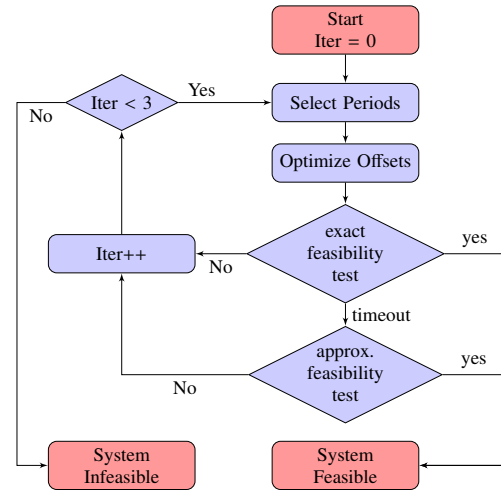 Start
Iter = 0
Iter < 3
Yes
No
Select Periods
Optimize Offsets
exact
feasibility
test
yes
No
Iter++
timeout
approx.
feasibility
test
yes
No
System
Infeasible
System
Feasible